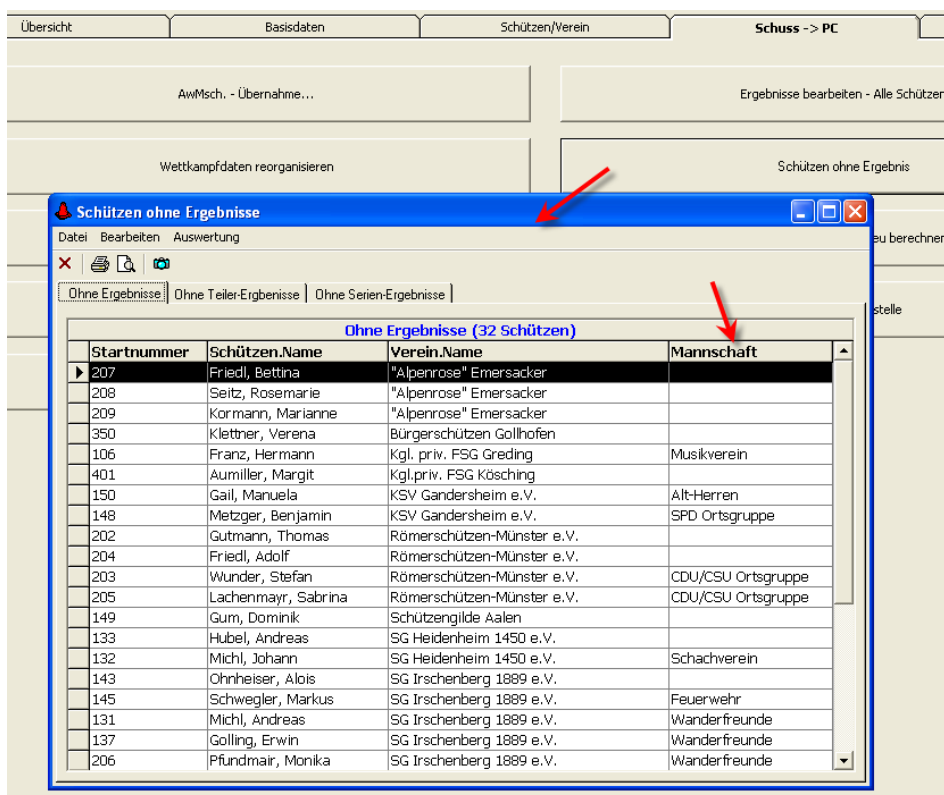 Übersicht Basisdaten Schützen/Verein Schuss -> PC
AwMsch. - Übernahme... Ergebnisse bearbeiten - Alle Schützen
Wettkampfdaten reorganisieren Schützen ohne Ergebnis
Schützen ohne Ergebnisse
Datei Bearbeiten Auswertung
eu berechnen
Ohne Ergebnisse Ohne Teiler-Ergbenisse Ohne Serien-Ergebnisse
stelle
Ohne Ergebnisse (32 Schützen)
Startnummer Schützen.Name Verein.Name Mannschaft
207 Friedl, Bettina "Alpenrose" Emersacker
208 Seitz, Rosemarie "Alpenrose" Emersacker
209 Kormann, Marianne "Alpenrose" Emersacker
350 Klettner, Verena Bürgerschützen Gollhofen
106 Franz, Hermann Kgl. priv. FSG Greding Musikverein
401 Aumiller, Margit Kgl.priv. FSG Kösching
150 Gail, Manuela KSV Gandersheim e.V. Alt-Herren
148 Metzger, Benjamin KSV Gandersheim e.V. SPD Ortsgruppe
202 Gutmann, Thomas Römerschützen-Münster e.V.
204 Friedl, Adolf Römerschützen-Münster e.V.
203 Wunder, Stefan Römerschützen-Münster e.V. CDU/CSU Ortsgruppe
205 Lachenmayr, Sabrina Römerschützen-Münster e.V. CDU/CSU Ortsgruppe
149 Gum, Dominik Schützengilde Aalen
133 Hubel, Andreas SG Heidenheim 1450 e.V.
132 Michl, Johann SG Heidenheim 1450 e.V. Schachverein
143 Ohnheiser, Alois SG Irschenberg 1889 e.V.
145 Schwegler, Markus SG Irschenberg 1889 e.V. Feuerwehr
131 Michl, Andreas SG Irschenberg 1889 e.V. Wanderfreunde
137 Golling, Erwin SG Irschenberg 1889 e.V. Wanderfreunde
206 Pfundmair, Monika SG Irschenberg 1889 e.V. Wanderfreunde